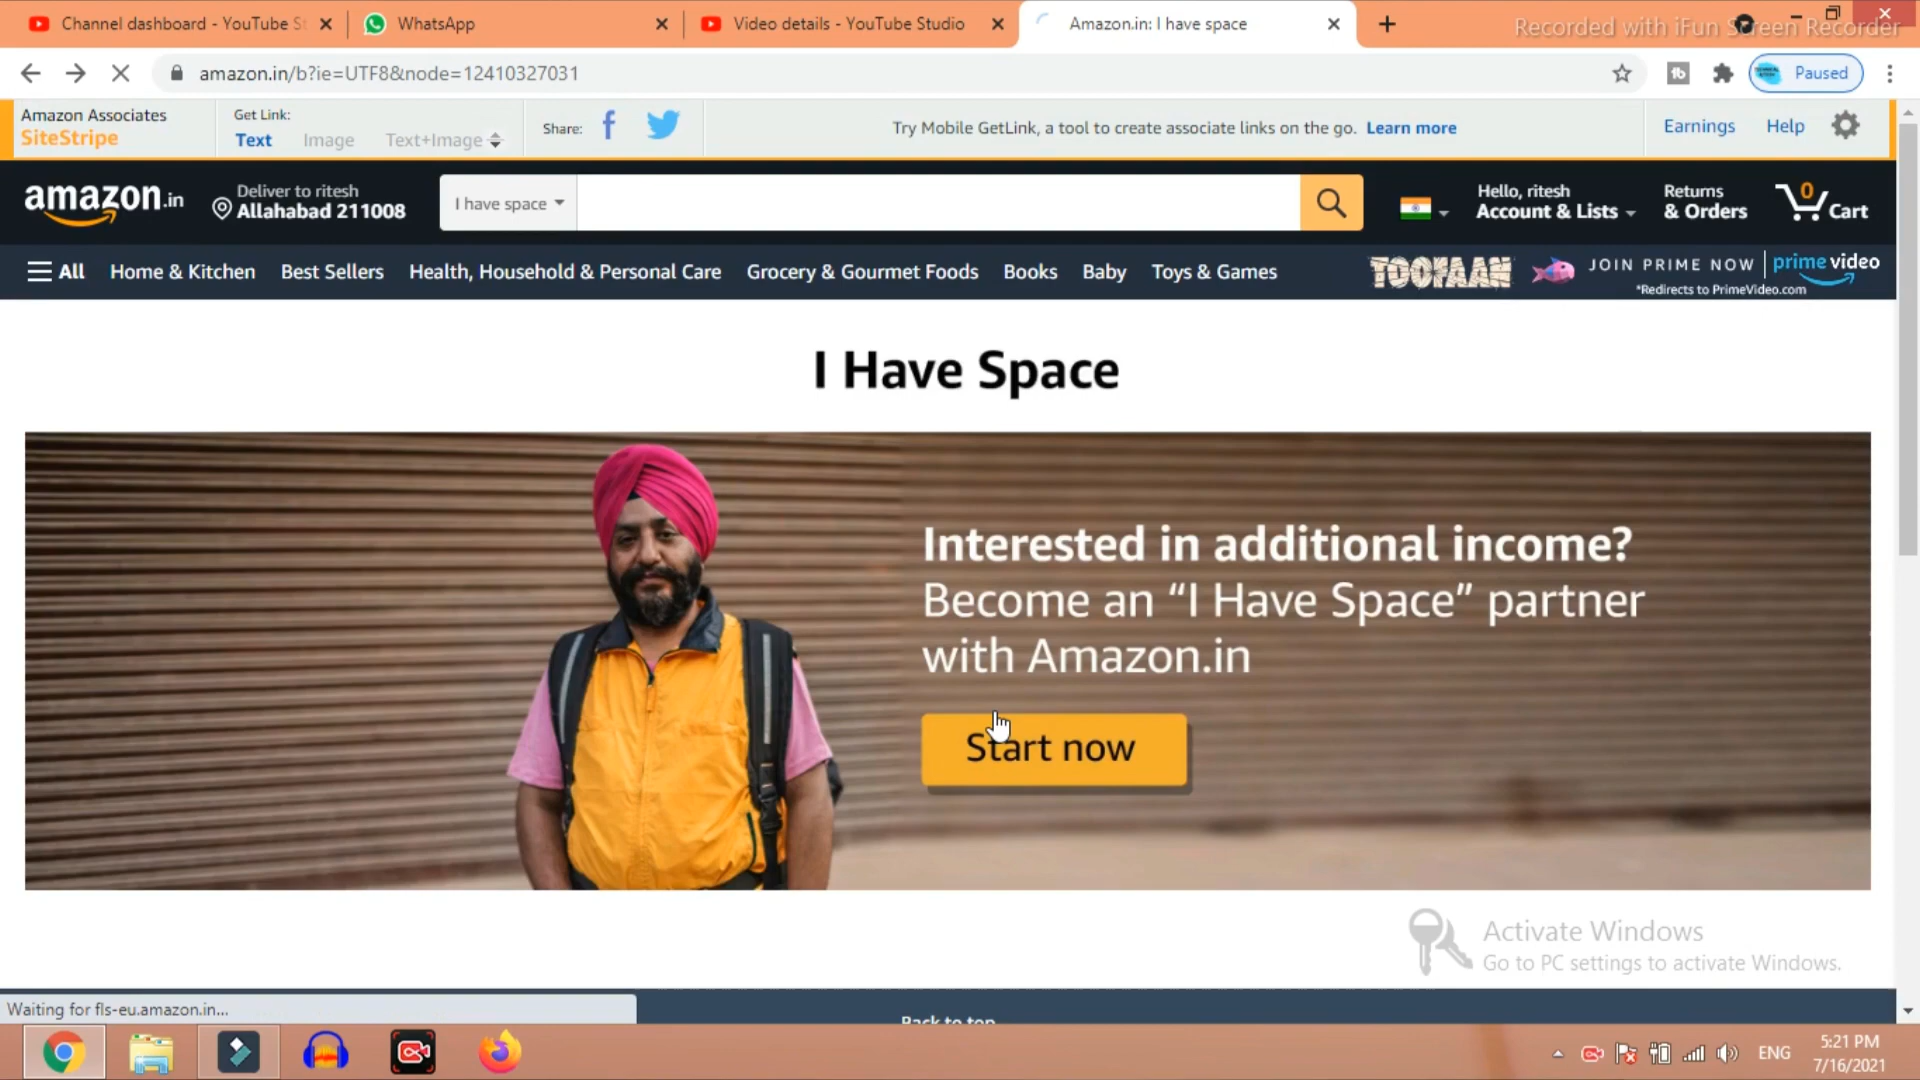 Channel dashboard - YouTube St
WhatsApp
Video details - YouTube Studio
Amazon.in: I have space
Recorded with iFun Screen Recorder
amazon.in/b?ie=UTF8&node=12410327031
Paused
Amazon Associates
SiteStripe
Get Link:
Text Image Text+Image
Share:
Try Mobile GetLink, a tool to create associate links on the go. Learn more
Earnings
Help
amazon.in
Deliver to ritesh
Allahabad 211008
I have space
Hello, ritesh
Account & Lists
Returns
& Orders
0
Cart
All Home & Kitchen Best Sellers Health, Household & Personal Care Grocery & Gourmet Foods Books Baby Toys & Games
TOOFAAN
JOIN PRIME NOW
prime video
*Redirects to PrimeVideo.com
I Have Space
Interested in additional income?
Become an “I Have Space” partner
with Amazon.in
Start now
Activate Windows
Go to PC settings to activate Windows.
Waiting for fls-eu.amazon.in...
Back to top
ENG
5:21 PM
7/16/2021